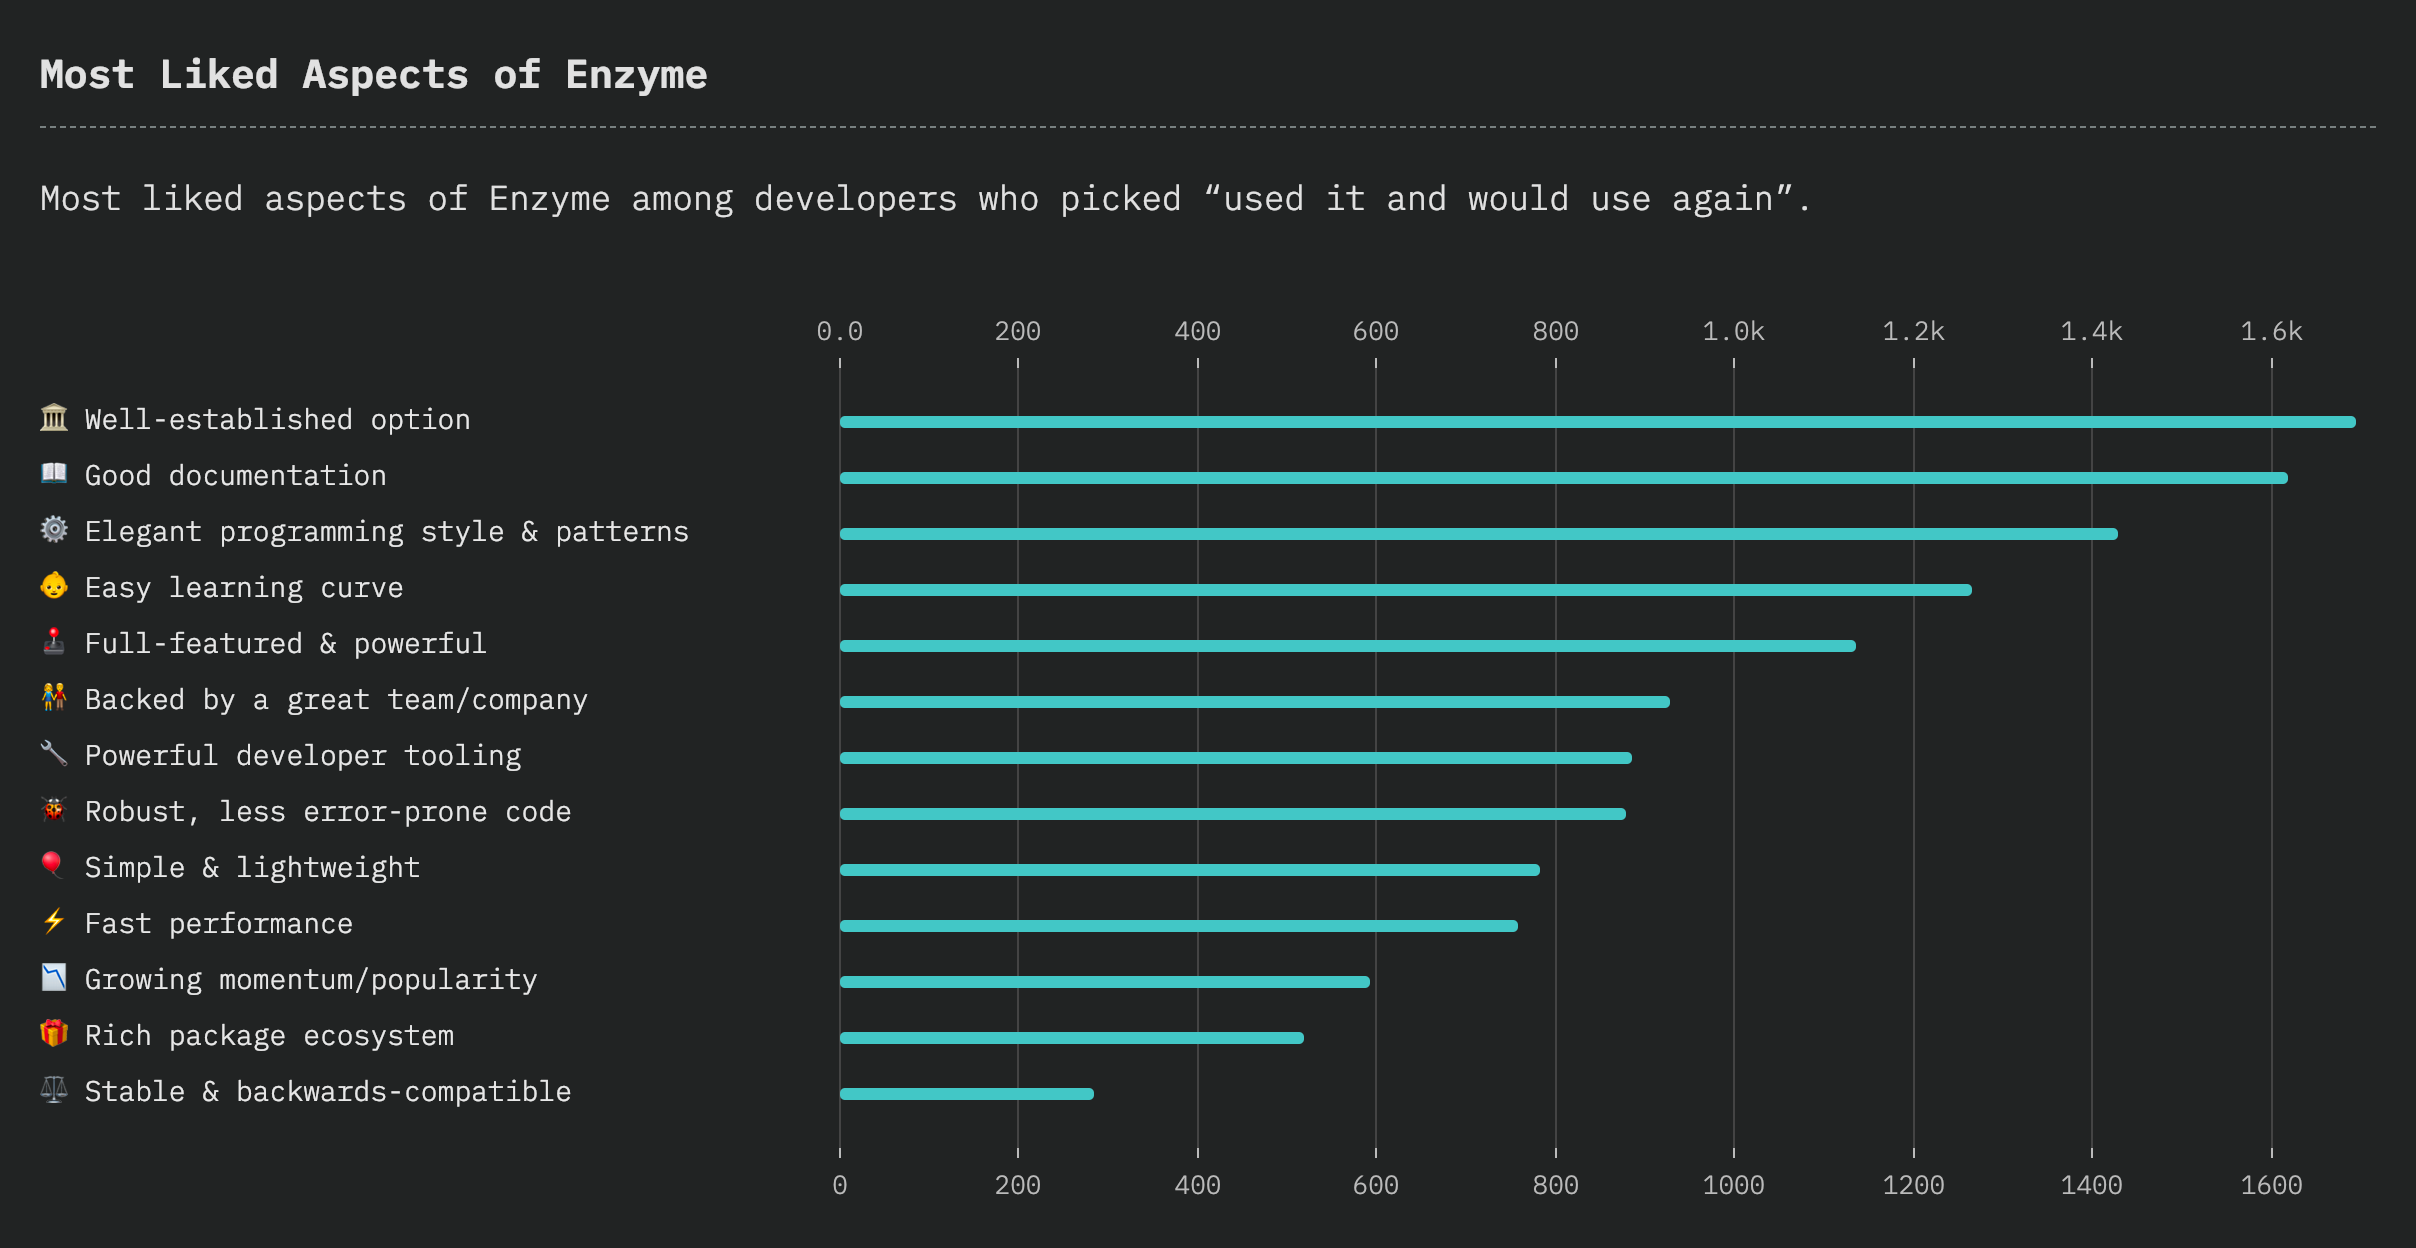 Most Liked Aspects of Enzyme
Most liked aspects of Enzyme among developers who picked “used it and would use again”.
0.0 200 400 600 800 1.0k 1.2k 1.4k 1.6k
Well-established option
Good documentation
Elegant programming style & patterns
Easy learning curve
Full-featured & powerful
Backed by a great team/company
Powerful developer tooling
Robust, less error-prone code
Simple & lightweight
Fast performance
Growing momentum/popularity
Rich package ecosystem
Stable & backwards-compatible
0 200 400 600 800 1000 1200 1400 1600